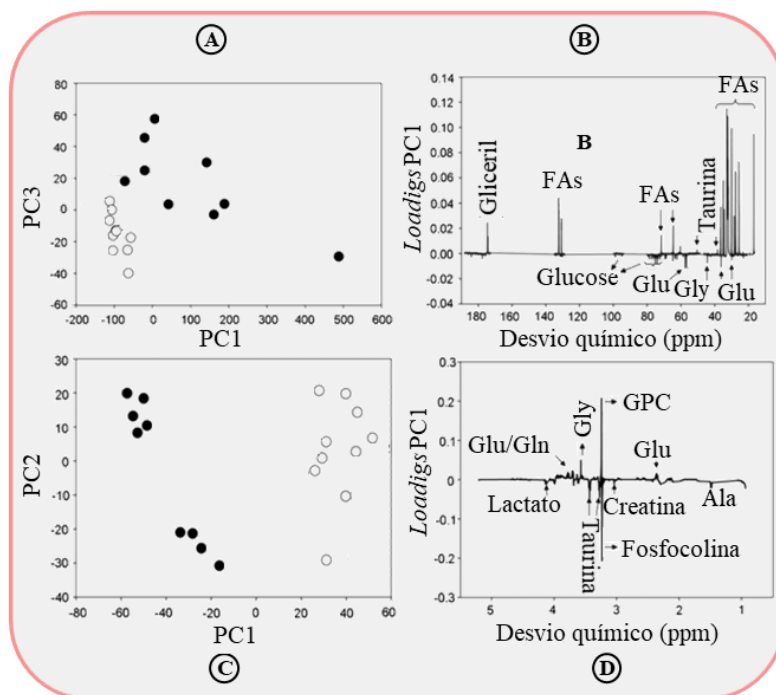 A
B
80
60
40
20
0
-20
-40
-60
-200 -100 0 100 200 300 400 500 600
PC3
PC1
0.14
0.12
0.10
0.08
0.06
0.04
0.02
0.00
-0.02
-0.04
Loadigs PC1
Gliceril
FAs
B
FAs
Taurina
FAs
Glucose
Glu
Gly
Glu
188 160 140 120 100 80 60 40 20
Desvio químico (ppm)
30
20
10
0
-10
-20
-30
-40
-80 -60 -40 -20 0 20 40 60
PC2
PC1
0.3
0.2
0.1
0
0.1
-0.2
-0.3
Loadigs PC1
Glu/Gln
Gly
GPC
Glu
Lactato
Taurina
Creatina
Ala
Fosfocolina
5 4 3 2 1
Desvio químico (ppm)
C
D